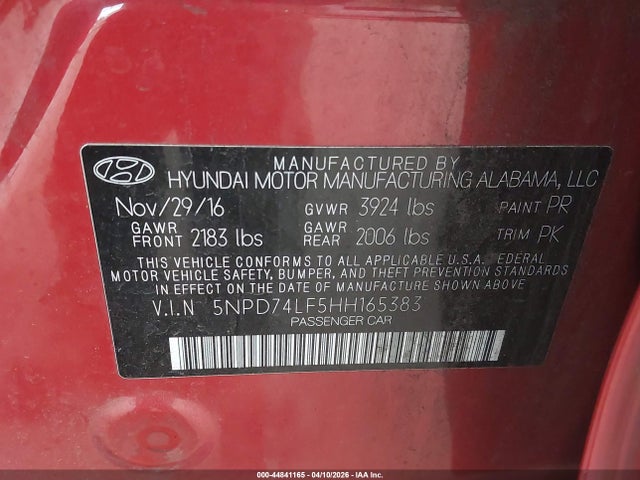 MANUFACTURED BY
HYUNDAI MOTOR MANUFACTURING ALABAMA, LLC
Nov/29/16 GVWR 3924 lbs PAINT PR
GAWR FRONT 2183 lbs GAWR REAR 2006 lbs TRIM PK
THIS VEHICLE CONFORMS TO ALL APPLICABLE U.S.A. FEDERAL
MOTOR VEHICLE SAFETY, BUMPER, AND THEFT PREVENTION STANDARDS
IN EFFECT ON THE DATE OF MANUFACTURE SHOWN ABOVE
V.I.N 5NPD74LF5HH165383
PASSENGER CAR
000-44841165 - 04/10/2026 - IAA Inc.